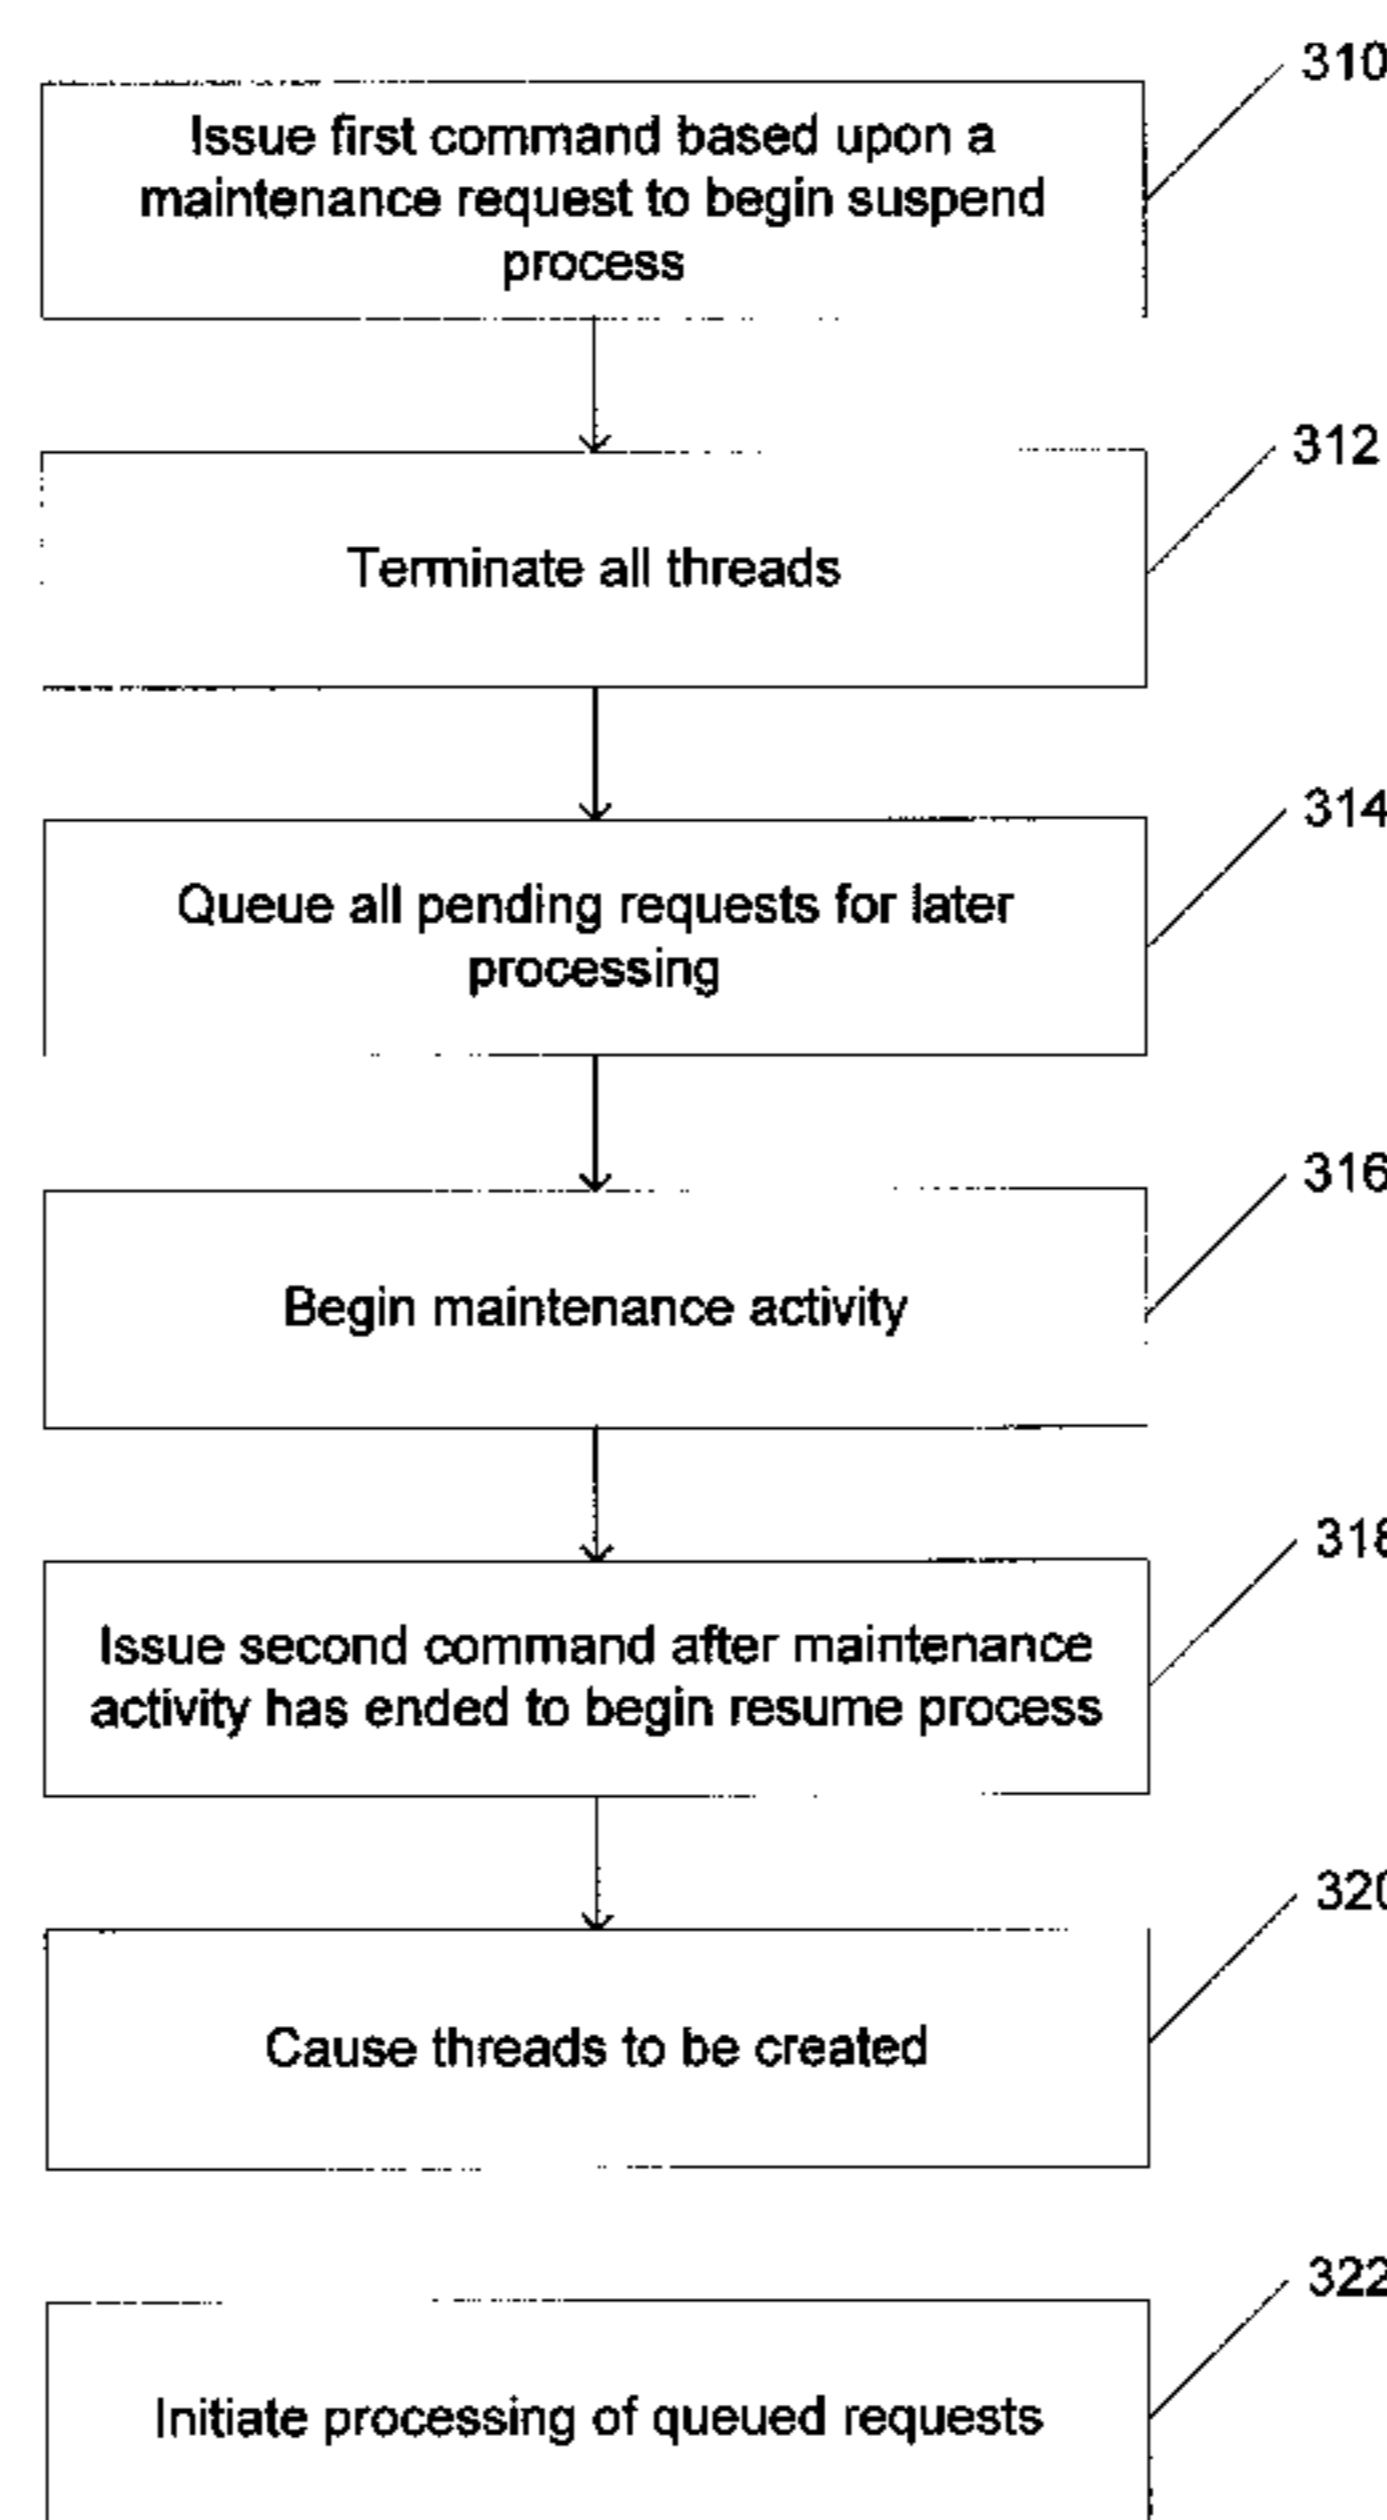 310
Issue first command based upon a
maintenance request to begin suspend
process
312
Terminate all threads
314
Queue all pending requests for later
processing
316
Begin maintenance activity
318
Issue second command after maintenance
activity has ended to begin resume process
320
Cause threads to be created
322
Initiate processing of queued requests